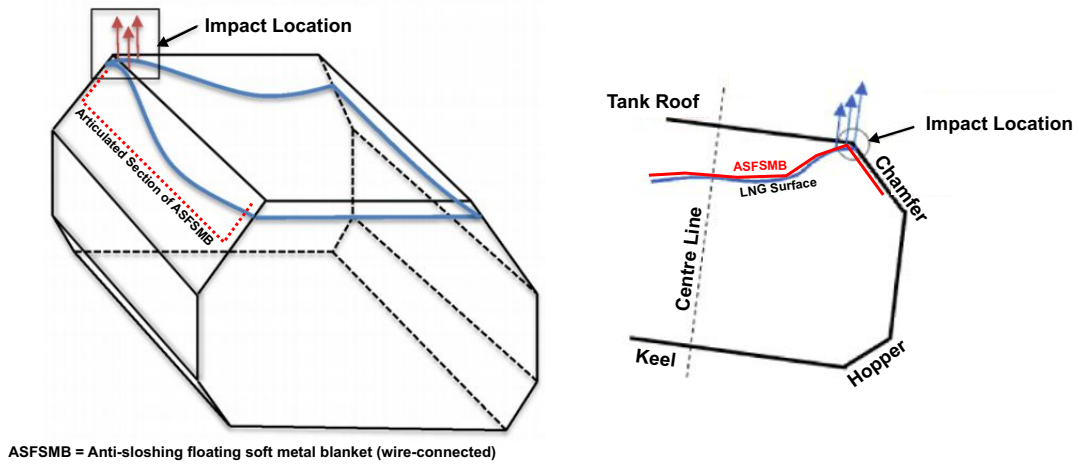 Impact Location
Articulated Section of ASFSMB
Tank Roof
Impact Location
ASFSMB
LNG Surface
Chamfer
Centre Line
Keel
Hopper
ASFSMB = Anti-sloshing floating soft metal blanket (wire-connected)